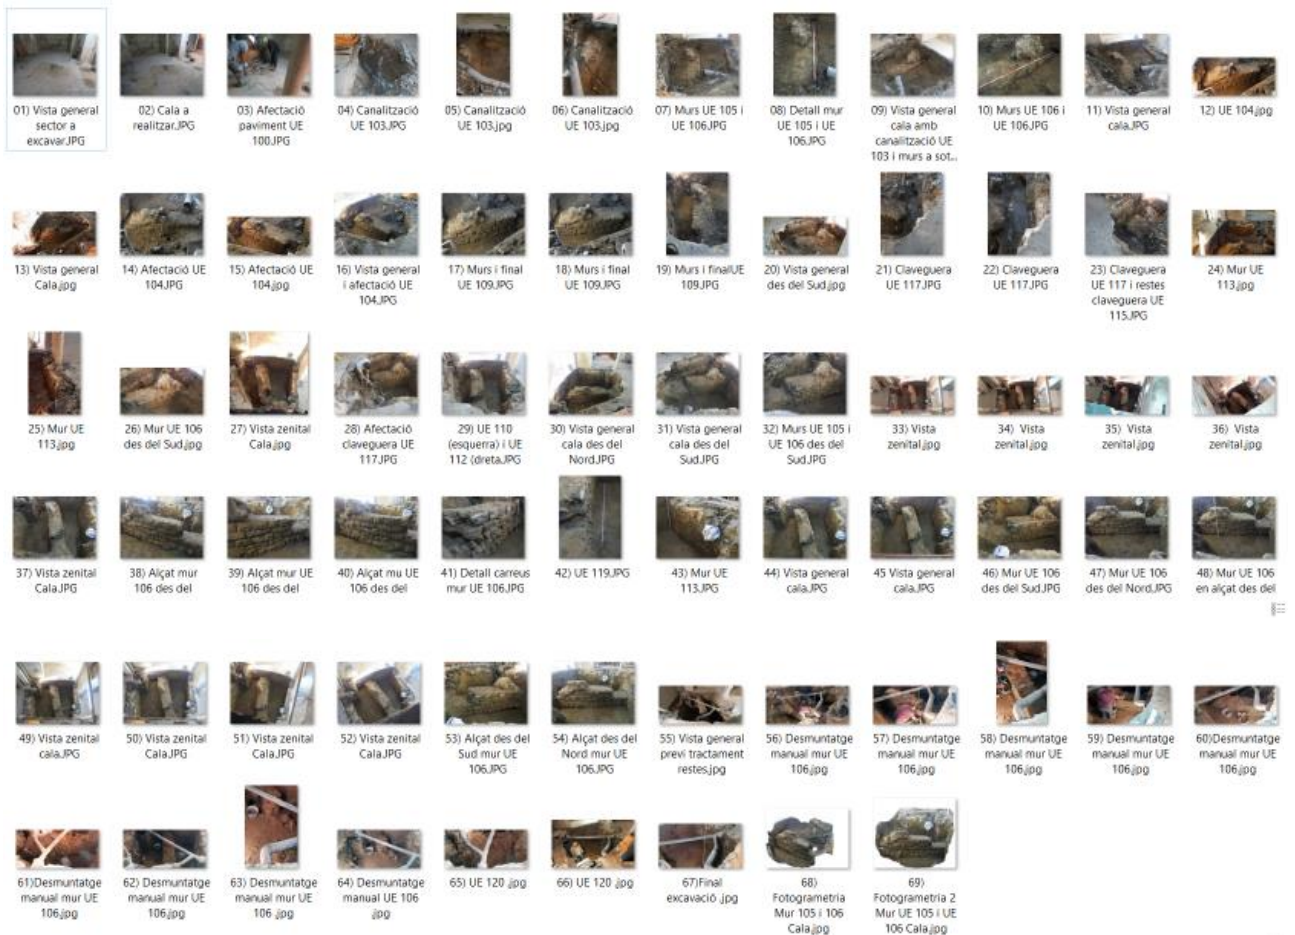 01) Vista general
sector a
excavar.JPG
02) Cala a
realitzar.JPG
03) Afectació
paviment UE
100.JPG
04) Canalització
UE 103.JPG
05) Canalització
UE 103.jpg
06) Canalització
UE 103.jpg
07) Murs UE 105 i
UE 106.JPG
08) Detall mur
UE 105 i UE
106.JPG
09) Vista general
cala amb
canalització UE
103 i murs a sot...
10) Murs UE 106 i
UE 106.JPG
11) Vista general
cala.JPG
12) UE 104.jpg
13) Vista general
Cala.jpg
14) Afectació UE
104.JPG
15) Afectació UE
104.jpg
16) Vista general
i afectació UE
104.JPG
17) Murs i final
UE 109.JPG
18) Murs i final
UE 109.JPG
19) Murs i finalUE
109.JPG
20) Vista general
des del Sud.jpg
21) Claveguera
UE 117.JPG
22) Claveguera
UE 117.JPG
23) Claveguera
UE 117 i restes
claveguera UE
115.JPG
24) Mur UE
113.jpg
25) Mur UE
113.jpg
26) Mur UE 106
des del Sud.jpg
27) Vista zenital
Cala.jpg
28) Afectació
claveguera UE
117.JPG
29) UE 110
(esquerra) i UE
112 (dreta.JPG
30) Vista general
cala des del
Nord.JPG
31) Vista general
cala des del
Sud.JPG
32) Murs UE 105 i
UE 106 des del
Sud.JPG
33) Vista
zenital.jpg
34) Vista
zenital.jpg
35) Vista
zenital.jpg
36) Vista
zenital.jpg
37) Vista zenital
Cala.JPG
38) Alçat mur
106 des del
39) Alçat mur UE
106 des del
40) Alçat mu UE
106 des del
41) Detall carreus
mur UE 106.JPG
42) UE 119.JPG
43) Mur UE
113.JPG
44) Vista general
cala.JPG
45 Vista general
cala.JPG
46) Mur UE 106
des del Sud.JPG
47) Mur UE 106
des del Nord.JPG
48) Mur UE 106
en alçat des del
49) Vista zenital
cala.JPG
50) Vista zenital
Cala.JPG
51) Vista zenital
Cala.JPG
52) Vista zenital
Cala.JPG
53) Alçat des del
Sud mur UE
106.JPG
54) Alçat des del
Nord mur UE
106.JPG
55) Vista general
previ tractament
restes.jpg
56) Desmuntatge
manual mur UE
106.jpg
57) Desmuntatge
manual mur UE
106.jpg
58) Desmuntatge
manual mur UE
106.jpg
59) Desmuntatge
manual mur UE
106.jpg
60)Desmuntatge
manual mur UE
106.jpg
61)Desmuntatge
manual mur UE
106.jpg
62) Desmuntatge
manual mur UE
106.jpg
63) Desmuntatge
manual mur UE
106 .jpg
64) Desmuntatge
manual UE 106
.jpg
65) UE 120 .jpg
66) UE 120 .jpg
67)Final
excavació .jpg
68)
Fotogrametria
Mur 105 i 106
Cala.jpg
69)
Fotogrametria 2
Mur UE 105 i UE
106 Cala.jpg